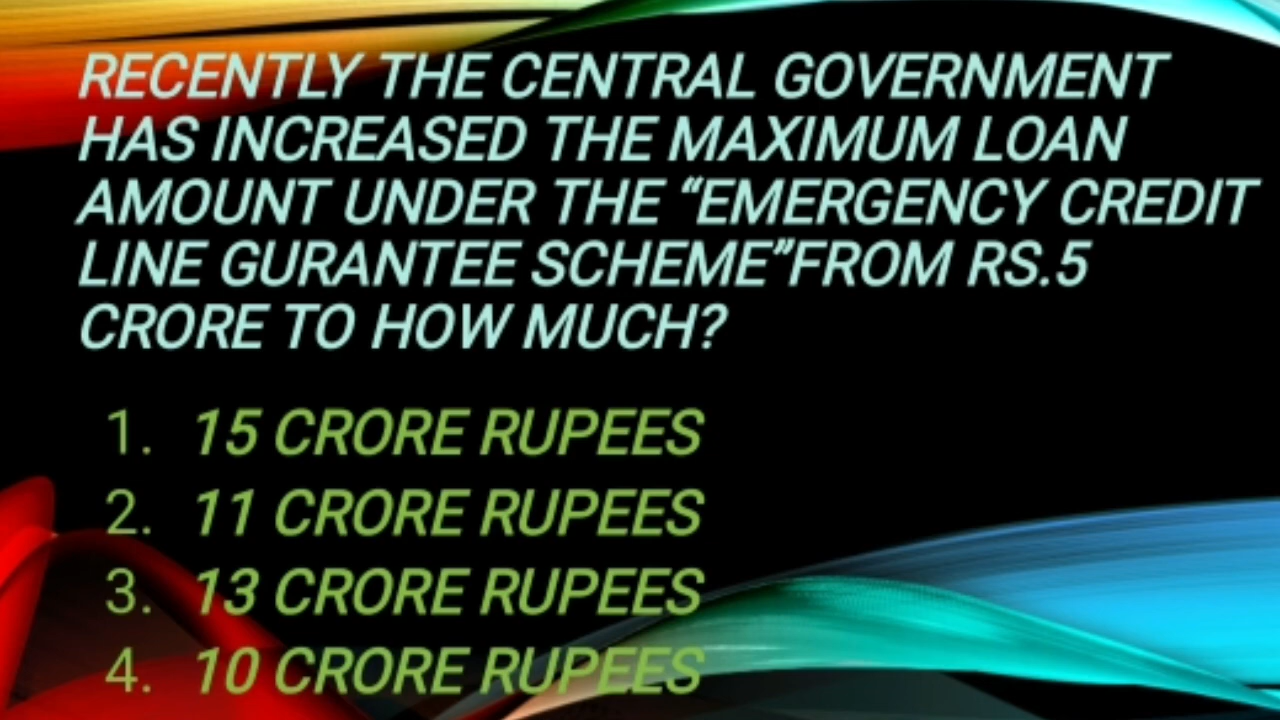 RECENTLY THE CENTRAL GOVERNMENT
HAS INCREASED THE MAXIMUM LOAN
AMOUNT UNDER THE “EMERGENCY CREDIT
LINE GURANTEE SCHEME”FROM RS.5
CRORE TO HOW MUCH?
1. 15 CRORE RUPEES
2. 11 CRORE RUPEES
3. 13 CRORE RUPEES
4. 10 CRORE RUPEES